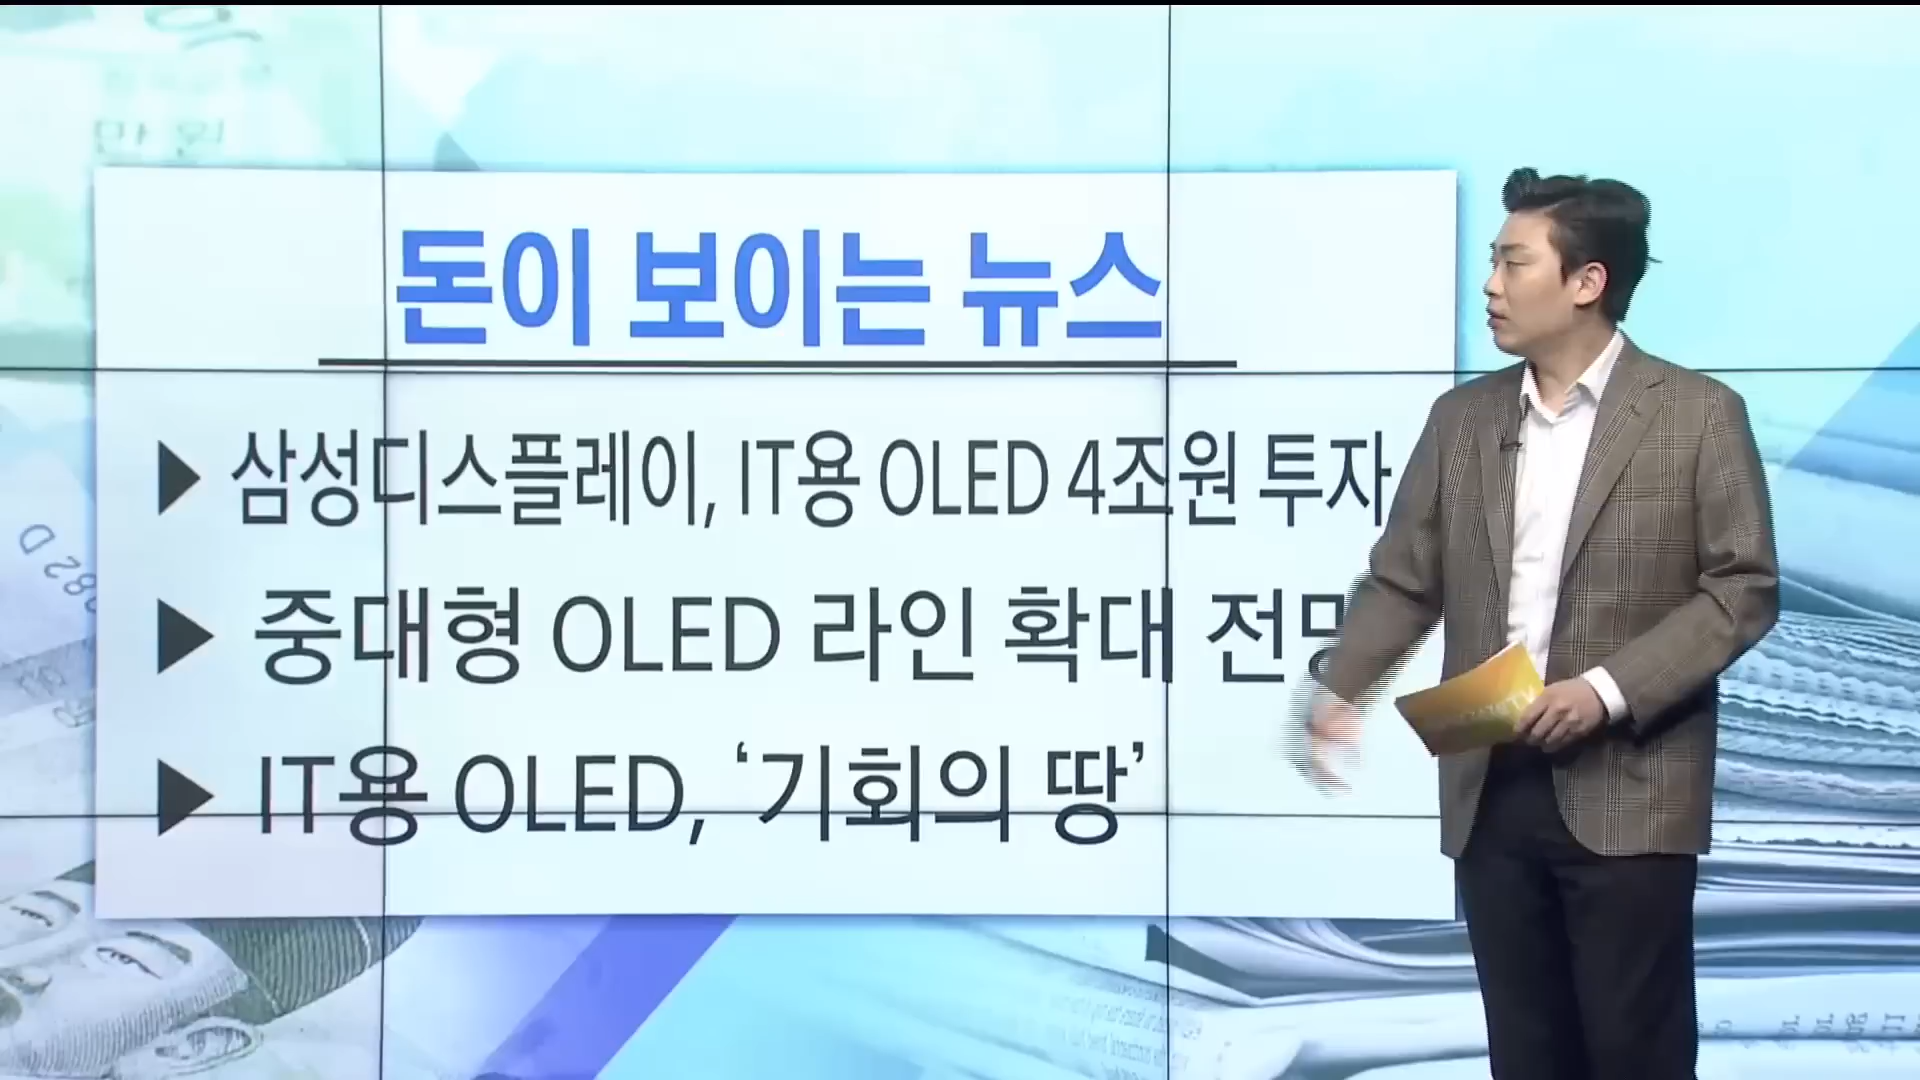 돈이 보이는 뉴스
▶ 삼성디스플레이, IT용 OLED 4조원 투자
▶ 중대형 OLED 라인 확대
▶ IT용 OLED, ‘기회의 땅’